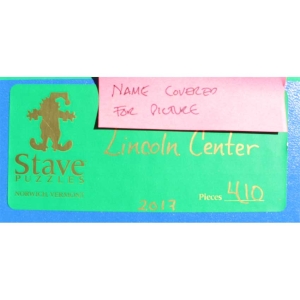 NAME COVERED
FOR PICTURE
Lincoln Center
Stave
PUZZLES
Pieces 410
2013